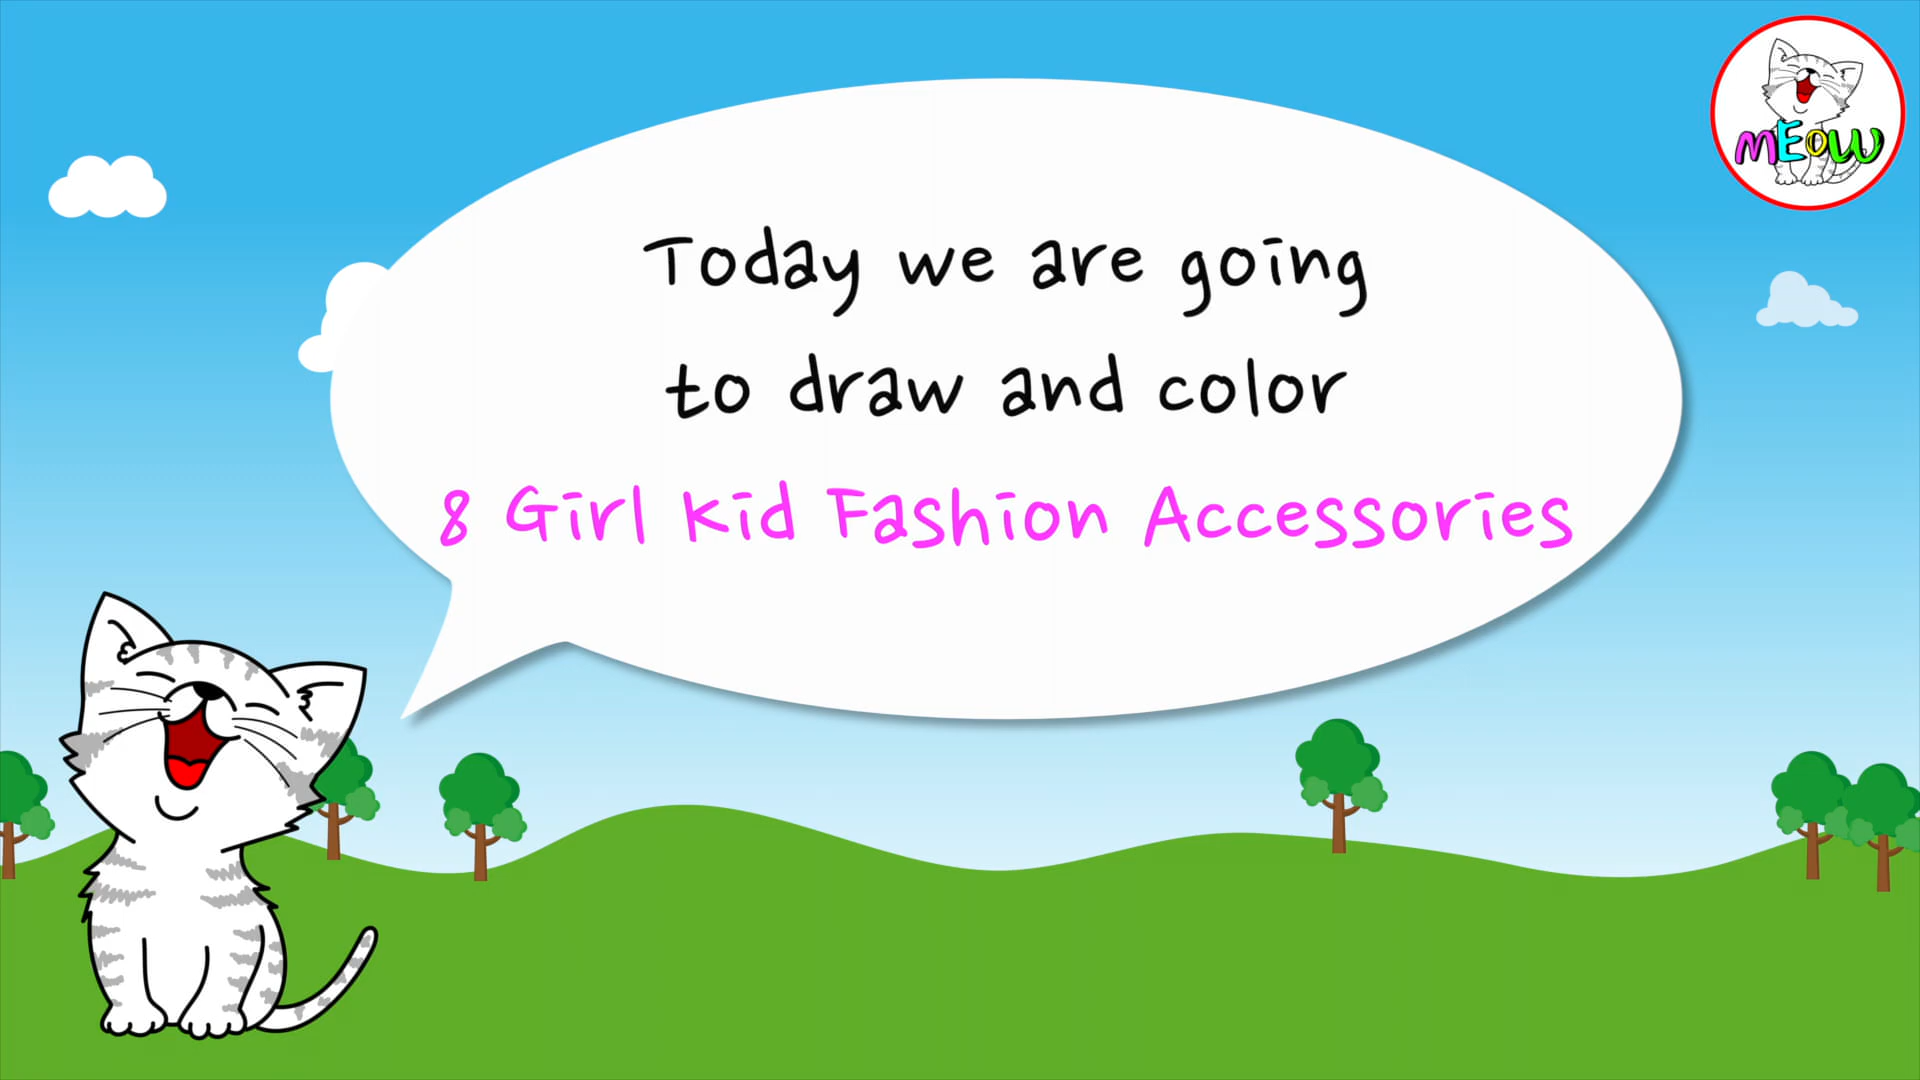 mEOW
Today we are going
to draw and color
8 Girl Kid Fashion Accessories